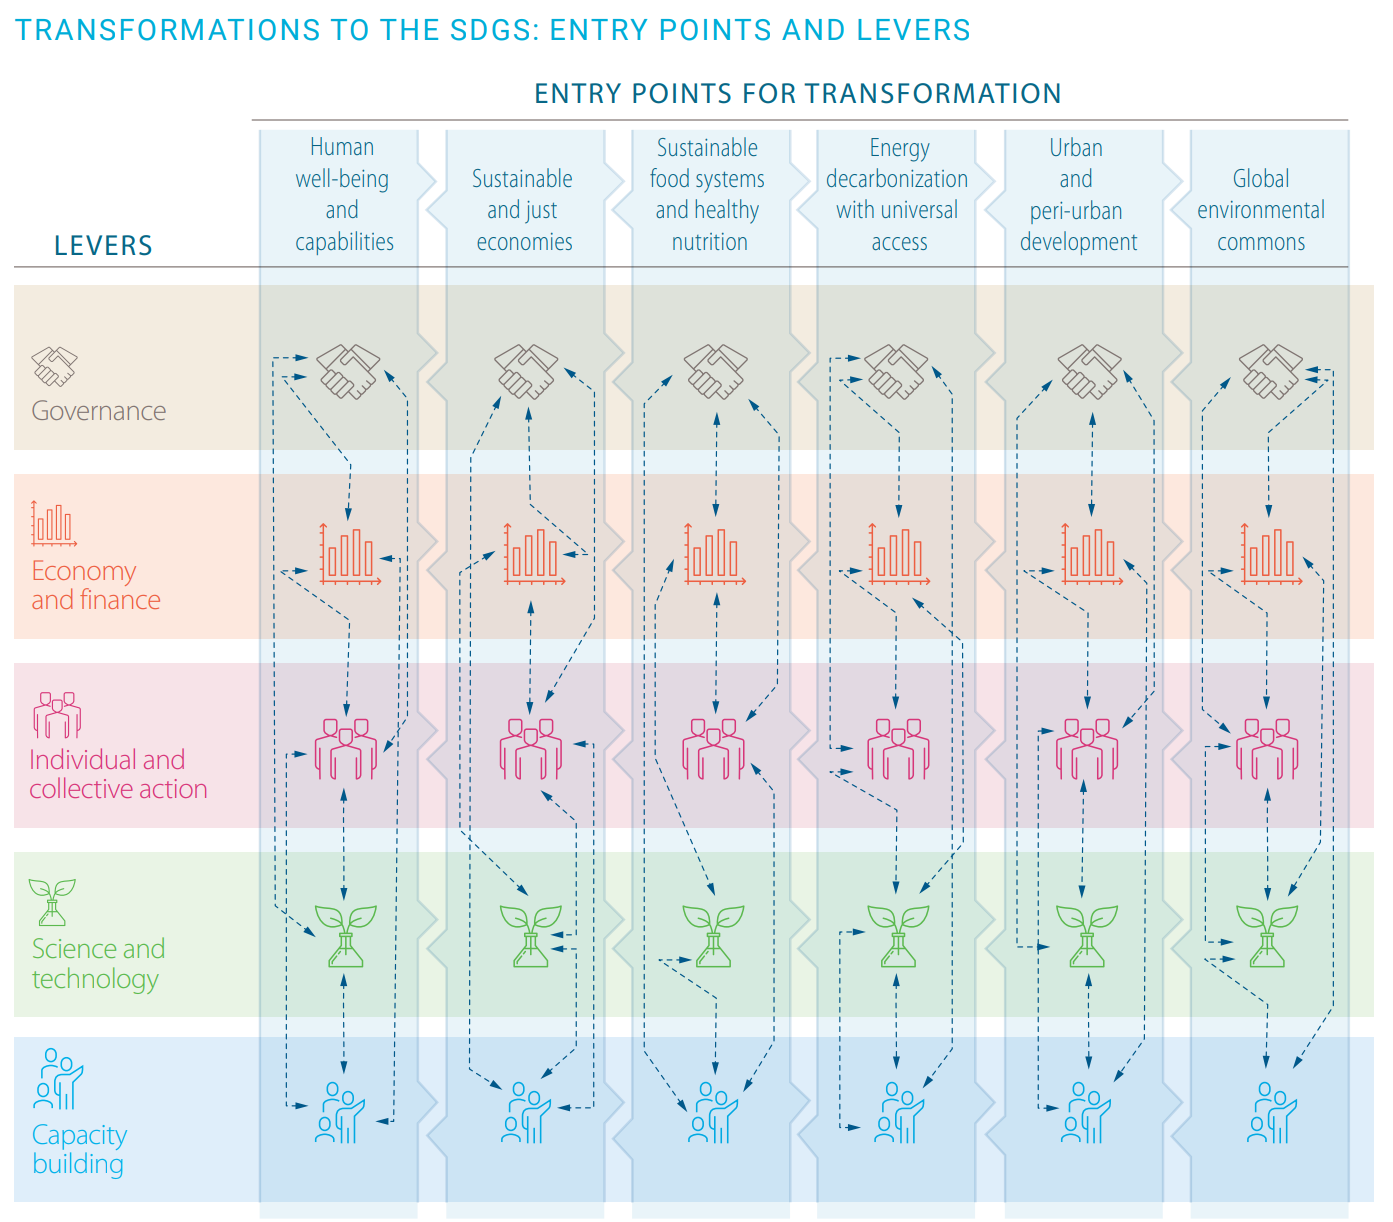 TRANSFORMATIONS TO THE SDGS: ENTRY POINTS AND LEVERS
ENTRY POINTS FOR TRANSFORMATION
LEVERS
Human
well-being
and
capabilities
Sustainable
and just
economies
Sustainable
food systems
and healthy
nutrition
Energy
decarbonization
with universal
access
Urban
and
peri-urban
development
Global
environmental
commons
Governance
Economy
and finance
Individual and
collective action
Science and
technology
Capacity
building